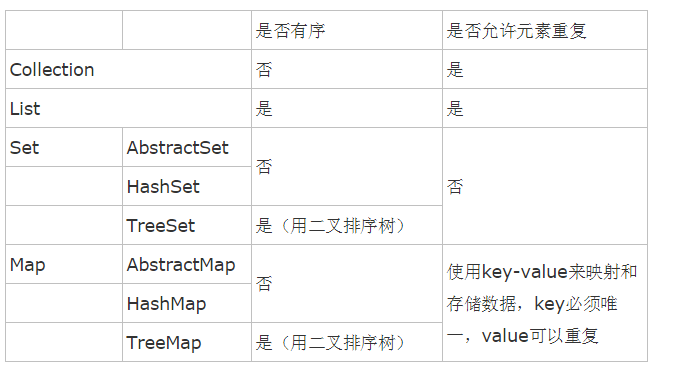 是否有序 是否允许元素重复
Collection 否 是
List 是 是
Set AbstractSet 否 否
HashSet
TreeSet 是（用二叉排序树）
Map AbstractMap 否 使用key-value来映射和
存储数据，key必须唯
一，value可以重复
HashMap
TreeMap 是（用二叉排序树）